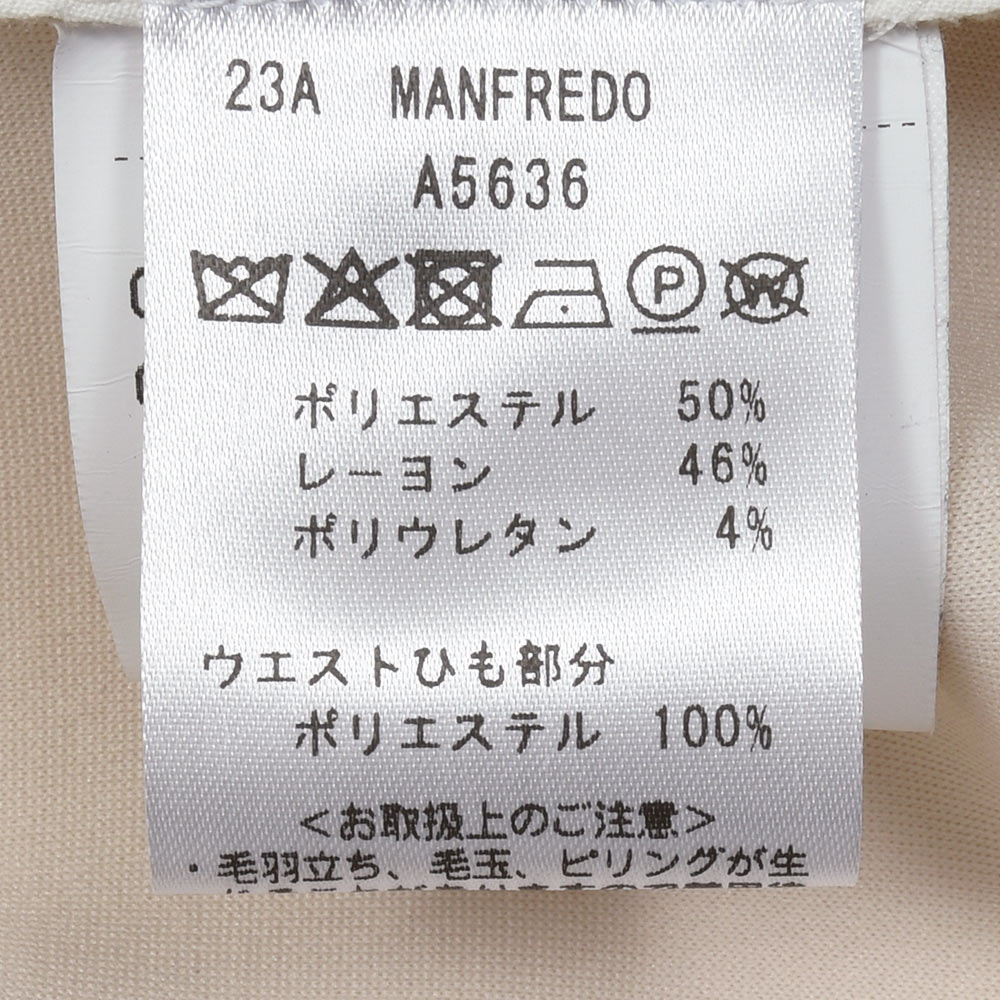 23A MANFREDO
A5636
P W
ポリエステル 50%
レーヨン 46%
ポリウレタン 4%
ウエストひも部分
ポリエステル 100%
<お取扱上のご注意>
・毛羽立ち、毛玉、ピリングが生